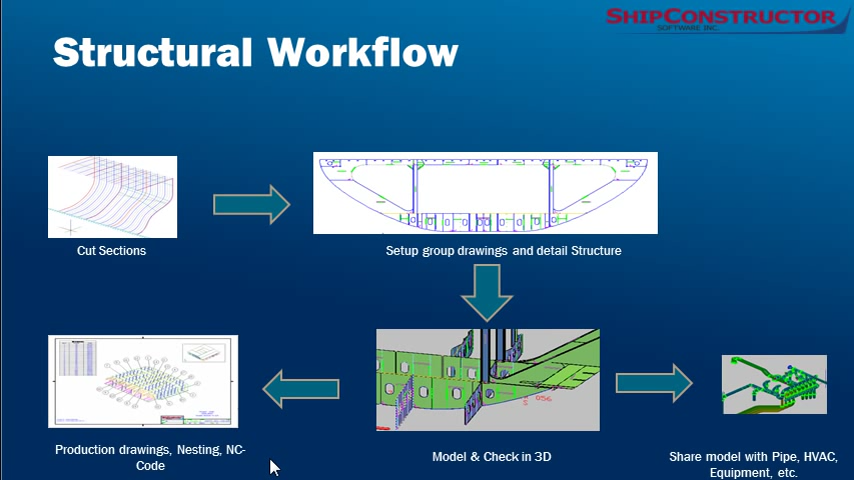 SHIPCONSTRUCTOR
SOFTWARE INC.
Structural Workflow
Cut Sections
Setup group drawings and detail Structure
Production drawings, Nesting, NC-
Code
Model & Check in 3D
Share model with Pipe, HVAC,
Equipment, etc.